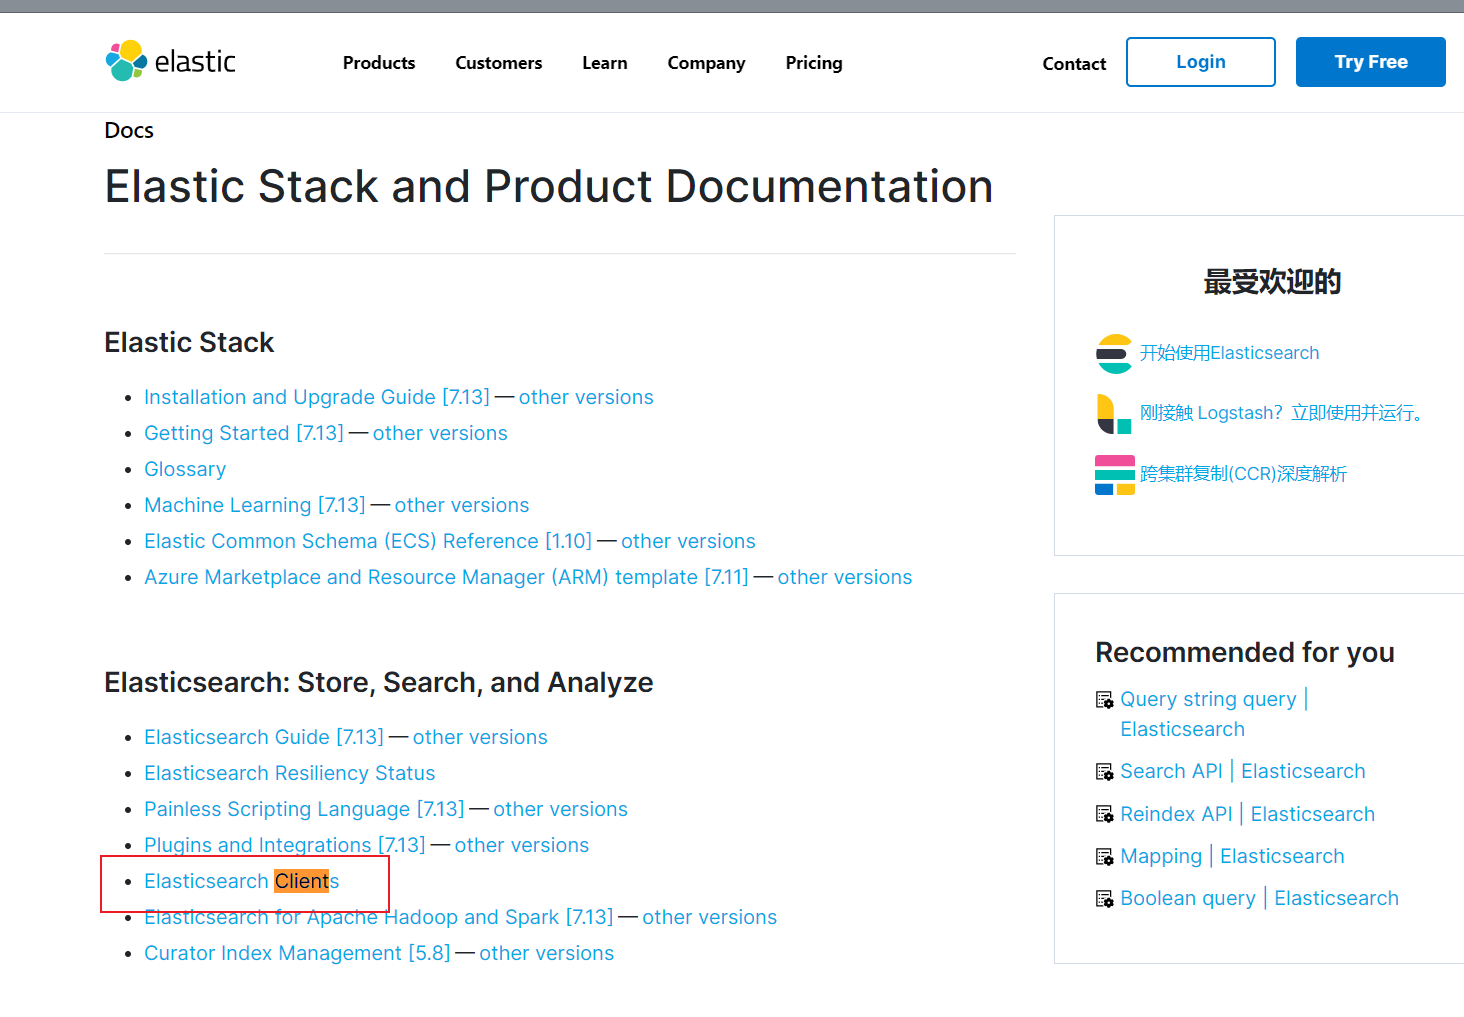 elastic
Products Customers Learn Company Pricing Contact Login Try Free
Docs
Elastic Stack and Product Documentation
Elastic Stack
Installation and Upgrade Guide [7.13] — other versions
Getting Started [7.13] — other versions
Glossary
Machine Learning [7.13] — other versions
Elastic Common Schema (ECS) Reference [1.10] — other versions
Azure Marketplace and Resource Manager (ARM) template [7.11] — other versions
Elasticsearch: Store, Search, and Analyze
Elasticsearch Guide [7.13] — other versions
Elasticsearch Resiliency Status
Painless Scripting Language [7.13] — other versions
Plugins and Integrations [7.13] — other versions
Elasticsearch Clients
Elasticsearch for Apache Hadoop and Spark [7.13] — other versions
Curator Index Management [5.8] — other versions
最受欢迎的
开始使用Elasticsearch
刚接触 Logstash？立即使用并运行。
跨集群复制(CCR)深度解析
Recommended for you
Query string query |
Elasticsearch
Search API | Elasticsearch
Reindex API | Elasticsearch
Mapping | Elasticsearch
Boolean query | Elasticsearch